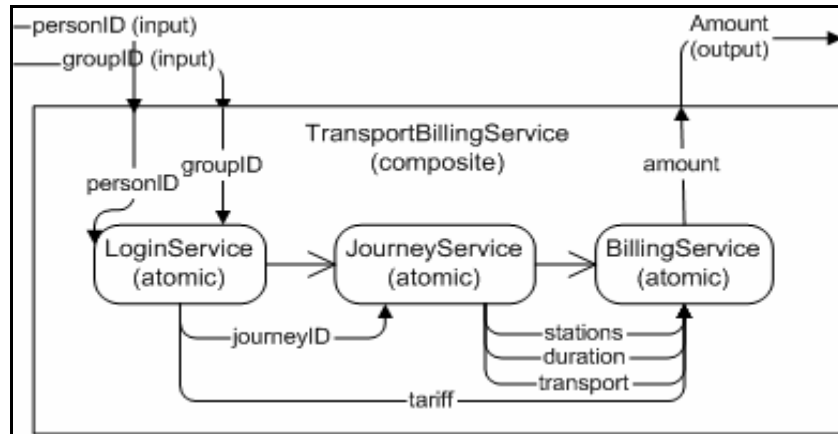 personID (input)
groupID (input)
Amount
(output)
TransportBillingService
(composite)
groupID
personID
amount
LoginService
(atomic)
JourneyService
(atomic)
BillingService
(atomic)
journeyID
stations
duration
transport
tariff